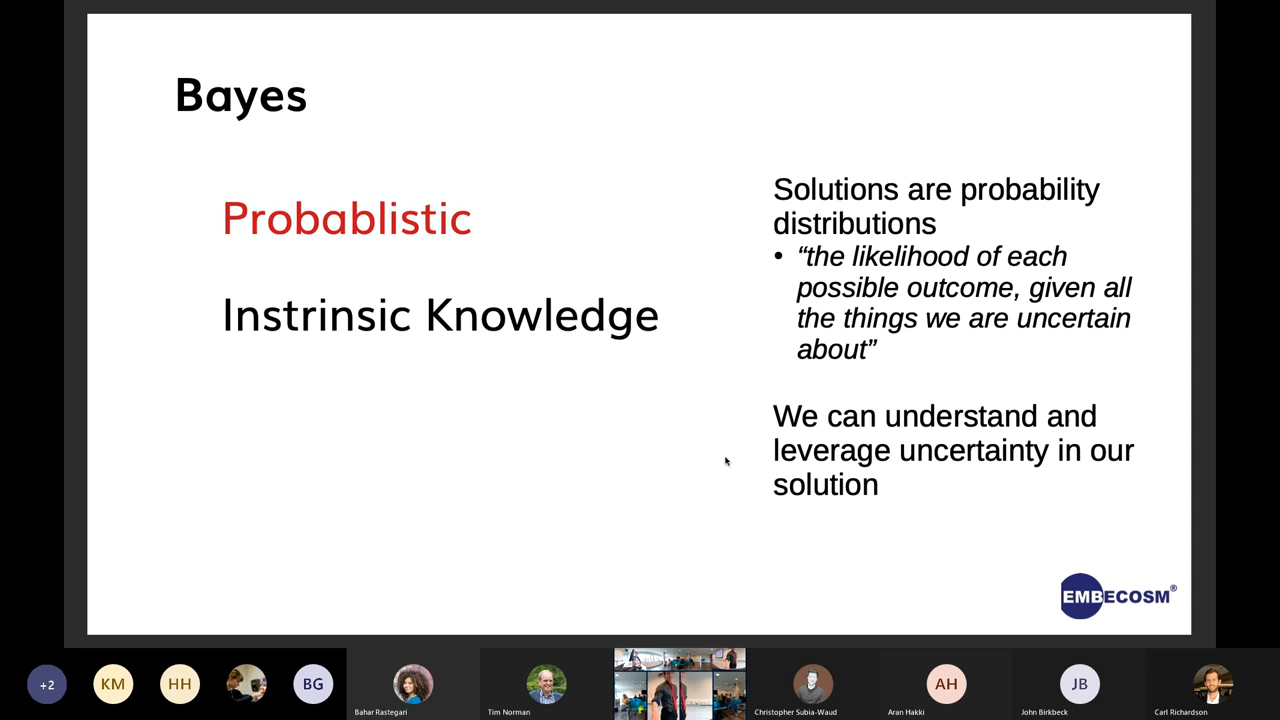 Bayes
Probablistic
Instrinsic Knowledge
Solutions are probability
distributions
• “the likelihood of each
possible outcome, given all
the things we are uncertain
about”
We can understand and
leverage uncertainty in our
solution
EMBECOSM®
+2
KM
HH
BG
Bahar Rastegari
Tim Norman
Christopher Subia-Waud
AH
Aran Hakki
JB
John Birkbeck
Carl Richardson